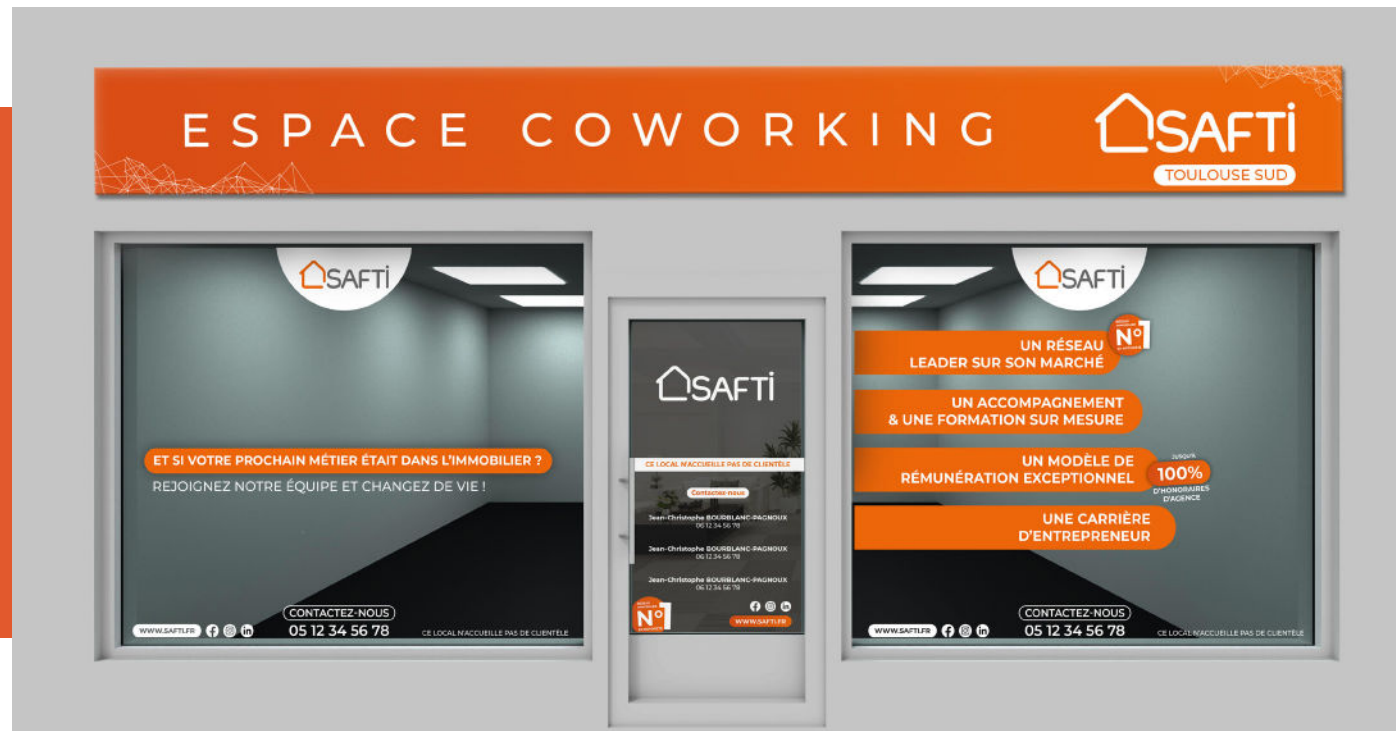 ESPACE COWORKING
SAFTI
TOULOUSE SUD
SAFTI
ET SI VOTRE PROCHAIN MÉTIER ÉTAIT DANS L'IMMOBILIER ?
REJOIGNEZ NOTRE ÉQUIPE ET CHANGEZ DE VIE !
CONTACTEZ-NOUS
WWW.SAFTI.FR
05 12 34 56 78
CE LOCAL N'ACCUEILLE PAS DE CLIENTÈLE
SAFTI
CE LOCAL N'ACCUEILLE PAS DE CLIENTÈLE
Contactez-nous
Jean-Christophe BOURBLANC-PAGNOUX
06 12 34 56 78
Jean-Christophe BOURBLANC-PAGNOUX
06 12 34 56 78
Jean-Christophe BOURBLANC-PAGNOUX
06 12 34 56 78
N°1
WWW.SAFTI.FR
SAFTI
UN RÉSEAU
LEADER SUR SON MARCHÉ
N°1
UN ACCOMPAGNEMENT
& UNE FORMATION SUR MESURE
UN MODÈLE DE
RÉMUNÉRATION EXCEPTIONNEL
JUSQU'À
100%
D'HONORAIRES
D'AGENCE
UNE CARRIÈRE
D'ENTREPRENEUR
CONTACTEZ-NOUS
WWW.SAFTI.FR
05 12 34 56 78
CE LOCAL N'ACCUEILLE PAS DE CLIENTÈLE